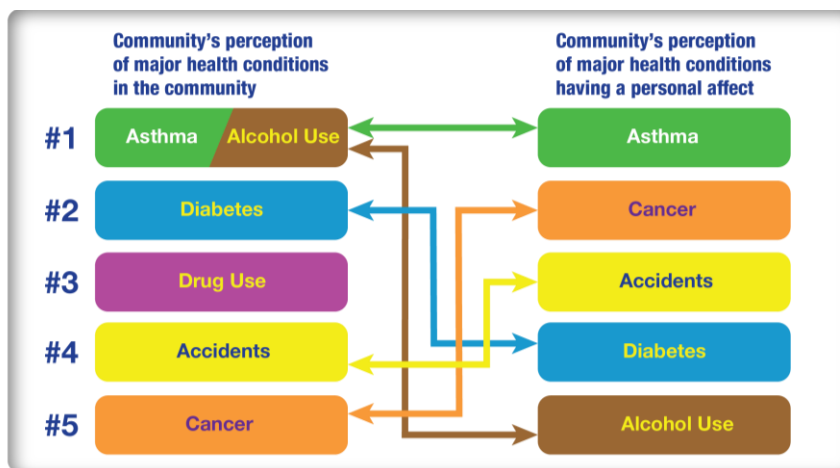 Community's perception
of major health conditions
in the community
Community's perception
of major health conditions
having a personal affect
#1 Asthma Alcohol Use Asthma
#2 Diabetes Cancer
#3 Drug Use Accidents
#4 Accidents Diabetes
#5 Cancer Alcohol Use